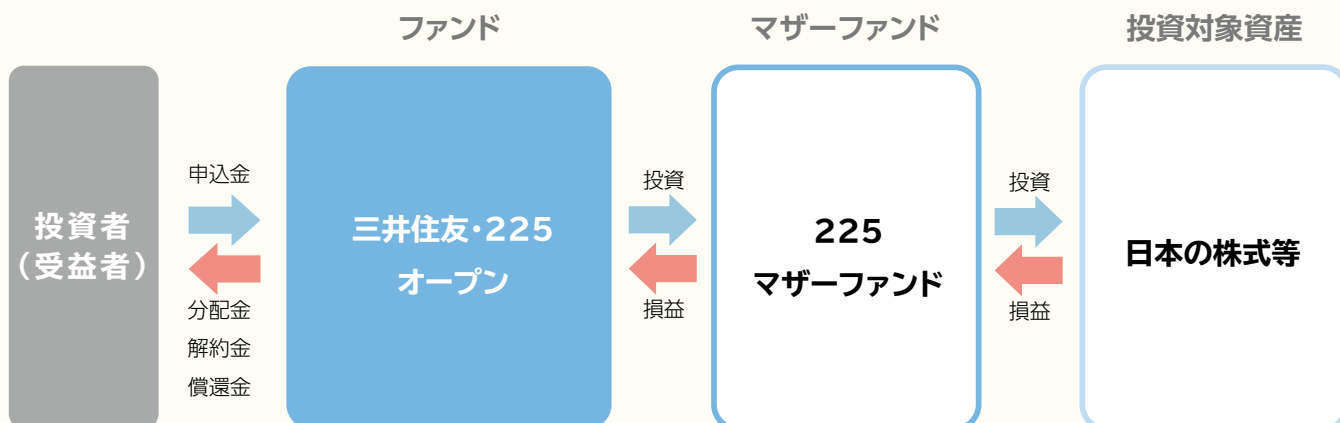 ファンド
マザーファンド
投資対象資産
投資者
（受益者）
申込金
分配金
解約金
償還金
三井住友・225
オープン
投資
損益
225
マザーファンド
投資
損益
日本の株式等